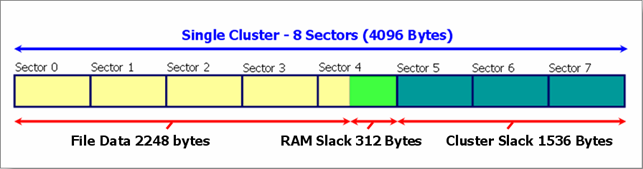 Single Cluster - 8 Sectors (4096 Bytes)
Sector 0 Sector 1 Sector 2 Sector 3 Sector 4 Sector 5 Sector 6 Sector 7
File Data 2248 bytes RAM Slack 312 Bytes Cluster Slack 1536 Bytes